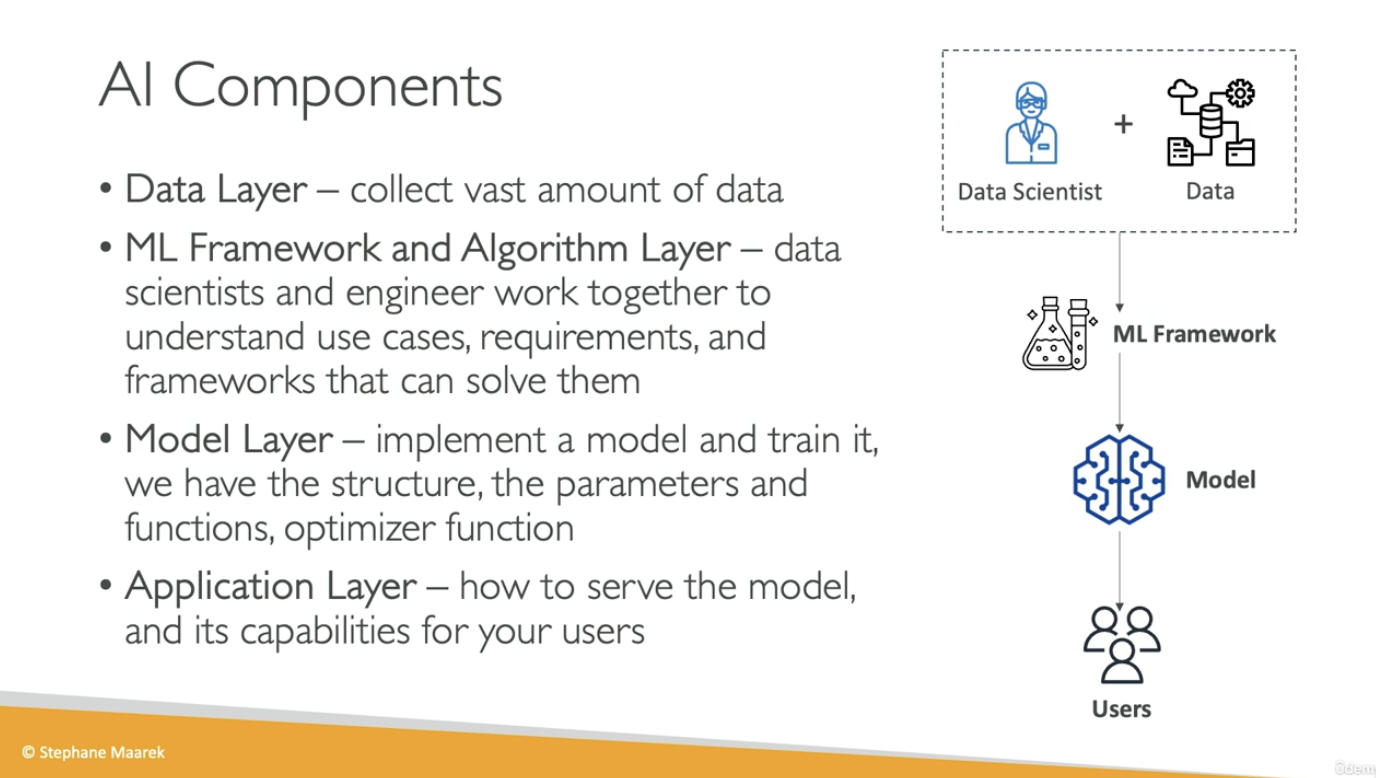 AI Components
• Data Layer – collect vast amount of data
• ML Framework and Algorithm Layer – data
scientists and engineer work together to
understand use cases, requirements, and
frameworks that can solve them
• Model Layer – implement a model and train it,
we have the structure, the parameters and
functions, optimizer function
• Application Layer – how to serve the model,
and its capabilities for your users
+
Data Scientist
Data
ML Framework
Model
Users
© Stephane Maarek